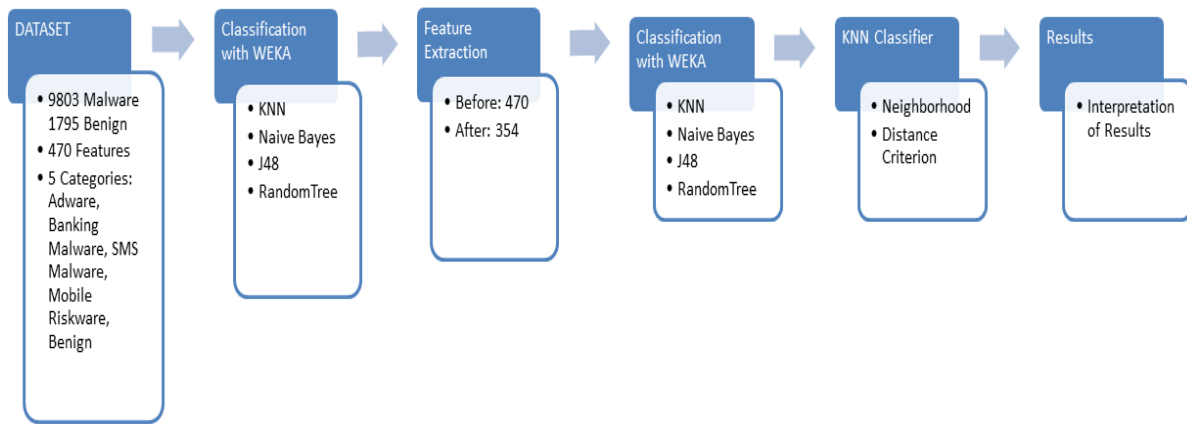 DATASET
• 9803 Malware
1795 Benign
• 470 Features
• 5 Categories:
Adware,
Banking
Malware, SMS
Malware,
Mobile
Riskware,
Benign
Classification
with WEKA
• KNN
• Naive Bayes
• J48
• RandomTree
Feature
Extraction
• Before: 470
• After: 354
Classification
with WEKA
• KNN
• Naive Bayes
• J48
• RandomTree
KNN Classifier
• Neighborhood
• Distance
Criterion
Results
• Interpretation
of Results